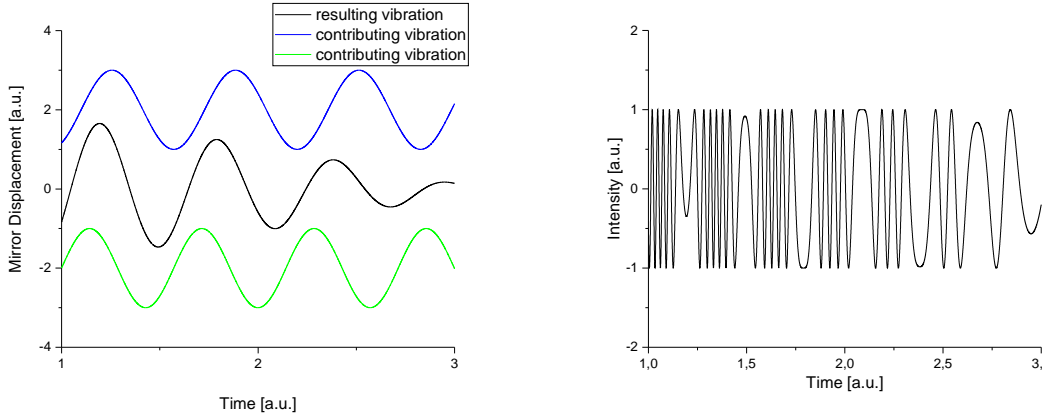 resulting vibration
contributing vibration
contributing vibration
Mirror Displacement [a.u.]
4
2
0
-2
-4
1
2
3
Time [a.u.]
Intensity [a.u.]
2
1
0
-1
-2
1,0
1,5
2,0
2,5
3,
Time [a.u.]